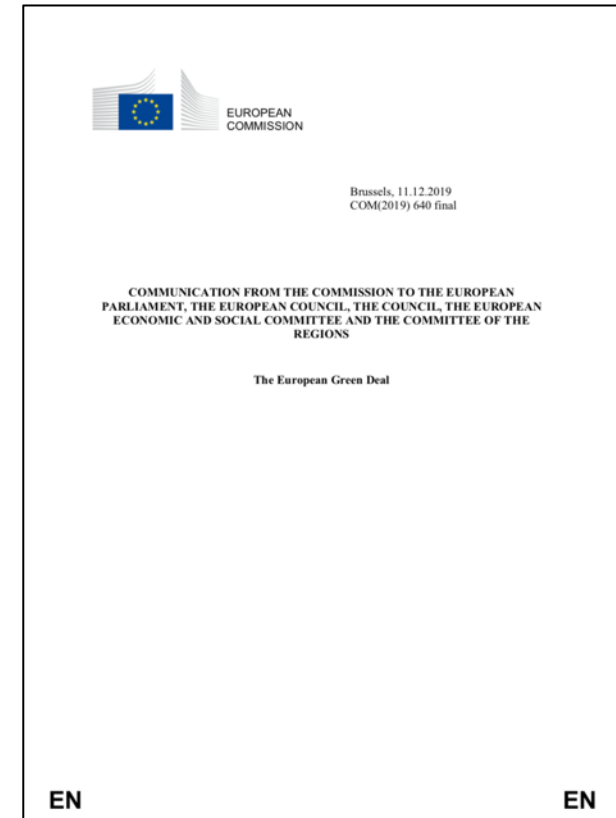 EUROPEAN
COMMISSION
Brussels, 11.12.2019
COM(2019) 640 final
COMMUNICATION FROM THE COMMISSION TO THE EUROPEAN
PARLIAMENT, THE EUROPEAN COUNCIL, THE COUNCIL, THE EUROPEAN
ECONOMIC AND SOCIAL COMMITTEE AND THE COMMITTEE OF THE
REGIONS
The European Green Deal
EN EN